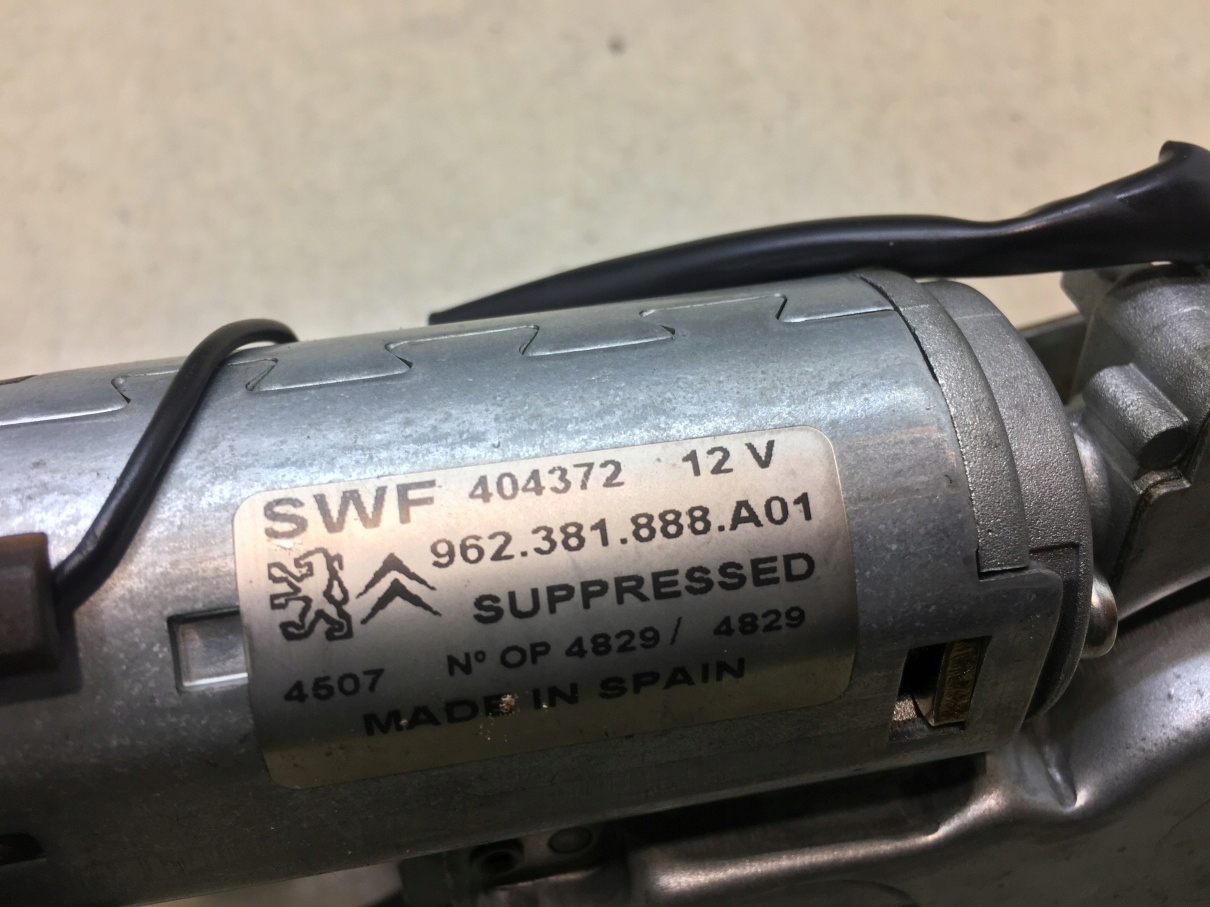 SWF 404372 12 V
962.381.888.A01
SUPPRESSED
4507 Nº OP 4829 / 4829
MADE IN SPAIN